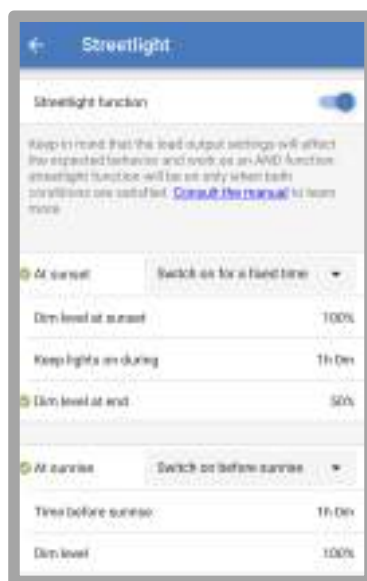 Streetlight
Streetlight function
Keep in mind that the load output settings will affect
the expected behavior and work as an AND function
streetlight function will be on only when both
conditions are satisfied. Consult the manual to learn
more
At sunset Switch on for a fixed time
Dim level at sunset 100%
Keep lights on during 1h 0m
Dim level at end 50%
At sunrise Switch on before sunrise
Time before sunrise 1h 0m
Dim level 100%